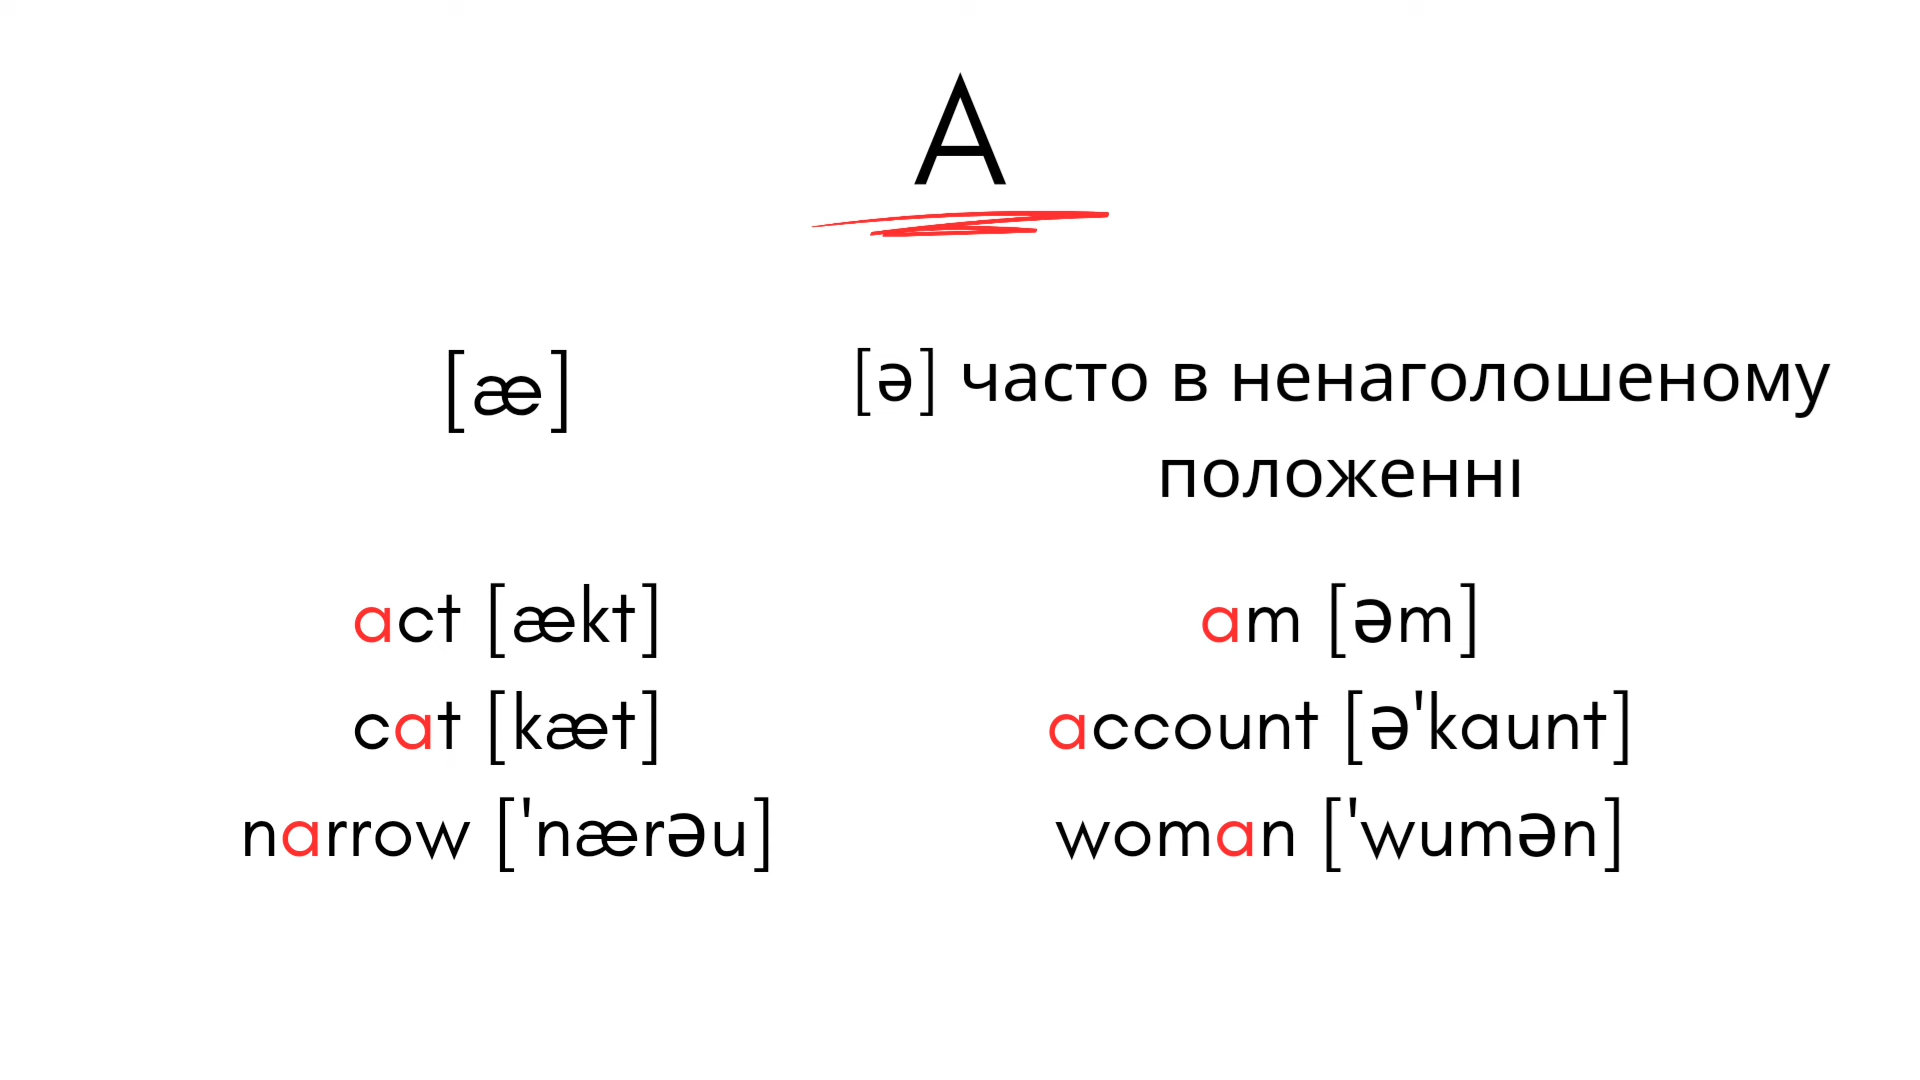 A
[æ]
[ə] часто в ненаголошеному
положенні
act [ækt]
cat [kæt]
narrow ['nærəu]
am [əm]
account [ə'kaunt]
woman ['wumən]